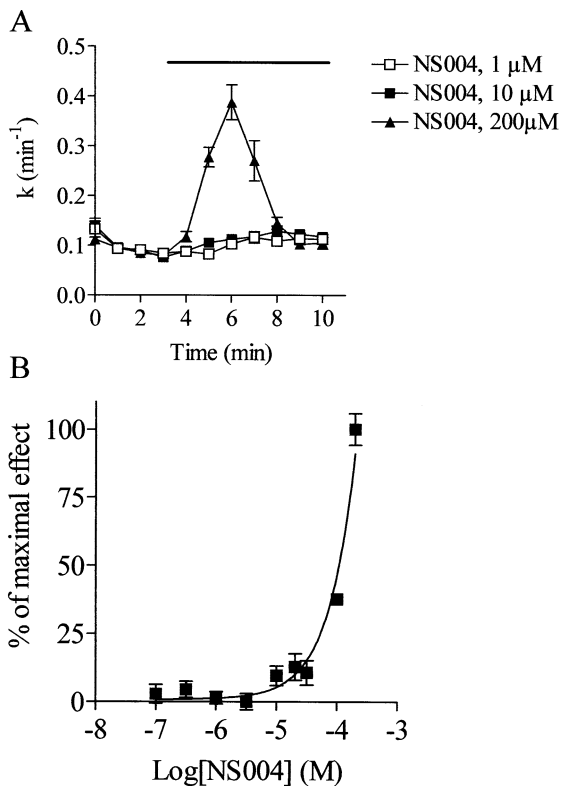 A
0.5
0.4
0.3
0.2
0.1
0.0
k (min⁻¹)
0 2 4 6 8 10
Time (min)
NS004, 1 µM
NS004, 10 µM
NS004, 200µM
B
100
75
50
25
0
% of maximal effect
-8 -7 -6 -5 -4 -3
Log[NS004] (M)